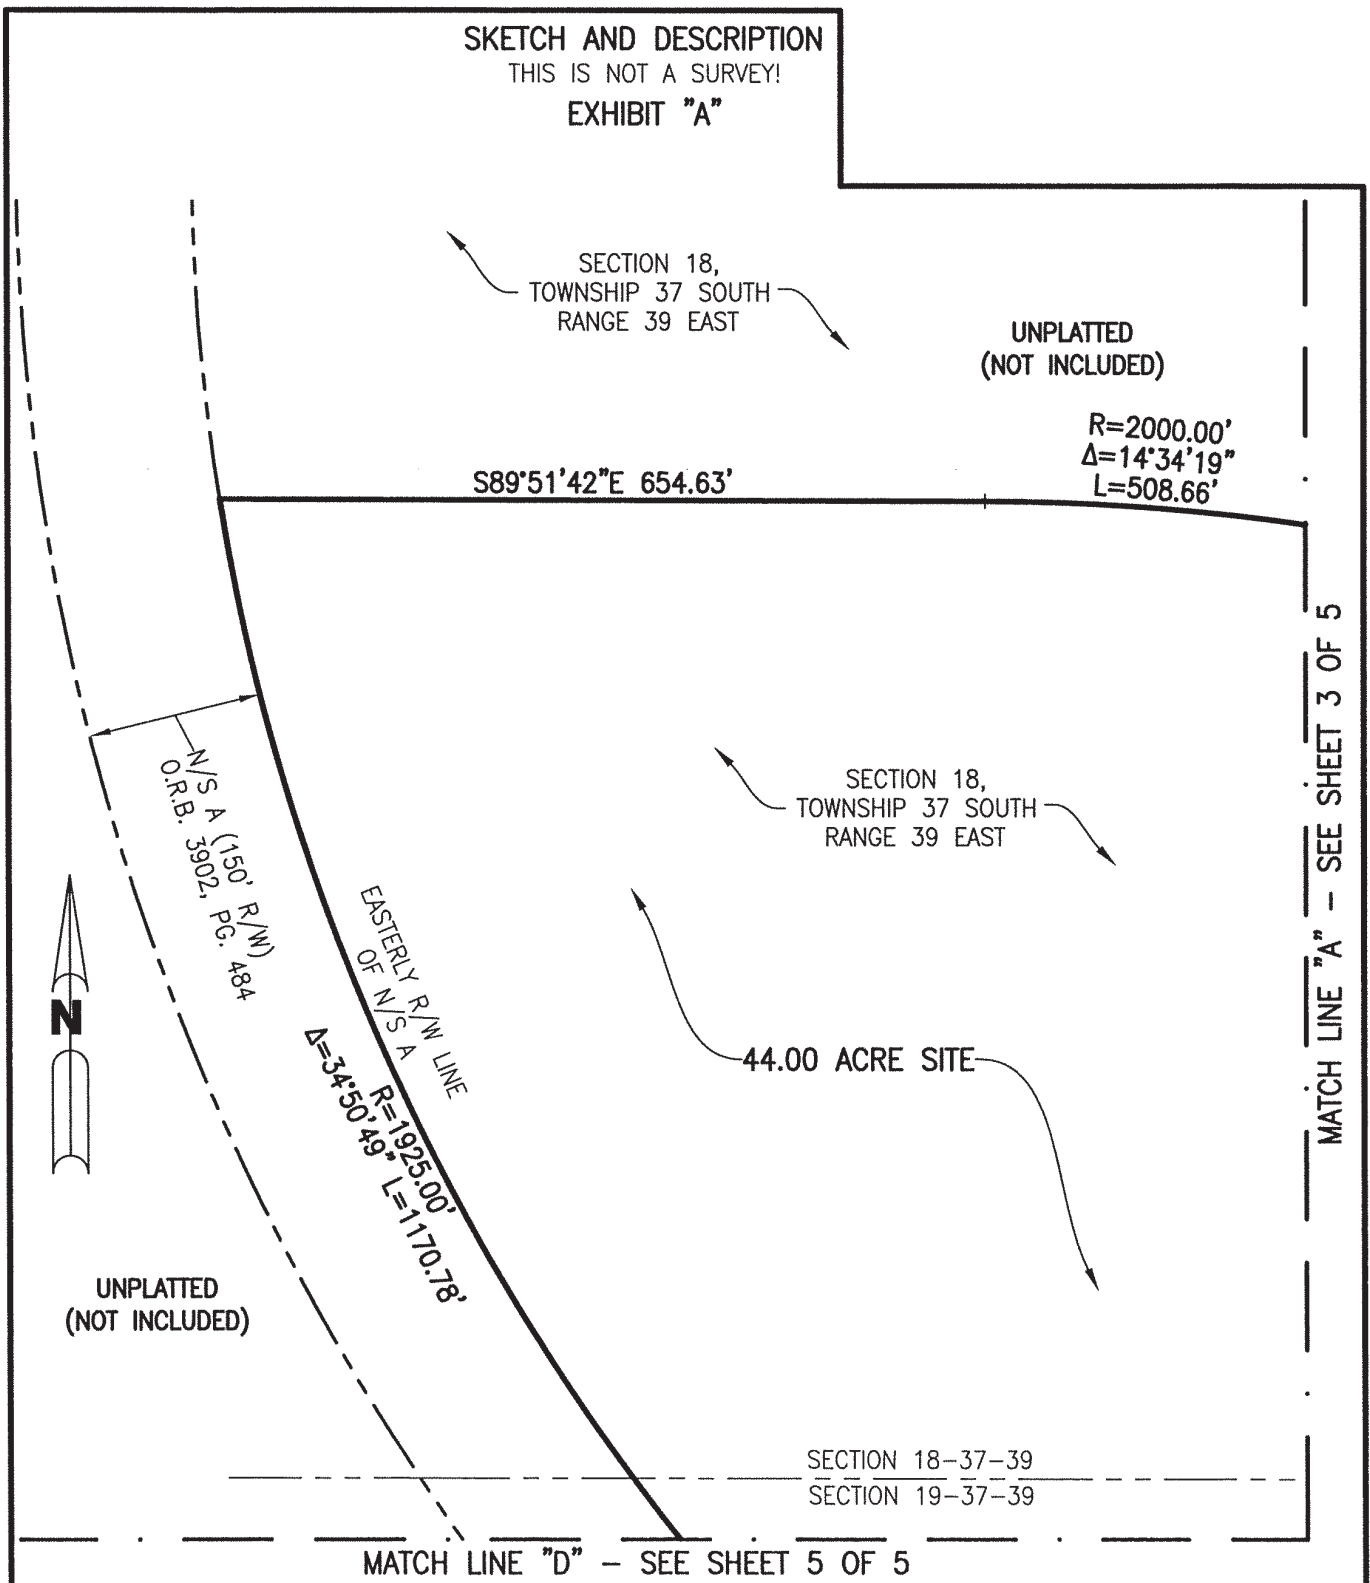 SKETCH AND DESCRIPTION
THIS IS NOT A SURVEY!
EXHIBIT "A"
SECTION 18,
TOWNSHIP 37 SOUTH
RANGE 39 EAST
UNPLATTED
(NOT INCLUDED)
R=2000.00'
Δ=14°34'19"
L=508.66'
S89°51'42"E 654.63'
MATCH LINE "A" - SEE SHEET 3 OF 5
N/S A (150' R/W)
O.R.B. 3902, PG. 484
SECTION 18,
TOWNSHIP 37 SOUTH
RANGE 39 EAST
EASTERLY R/W LINE
OF N/S A
N
44.00 ACRE SITE
R=1925.00'
Δ=34°50'49" L=1170.78'
UNPLATTED
(NOT INCLUDED)
SECTION 18-37-39
SECTION 19-37-39
MATCH LINE "D" - SEE SHEET 5 OF 5